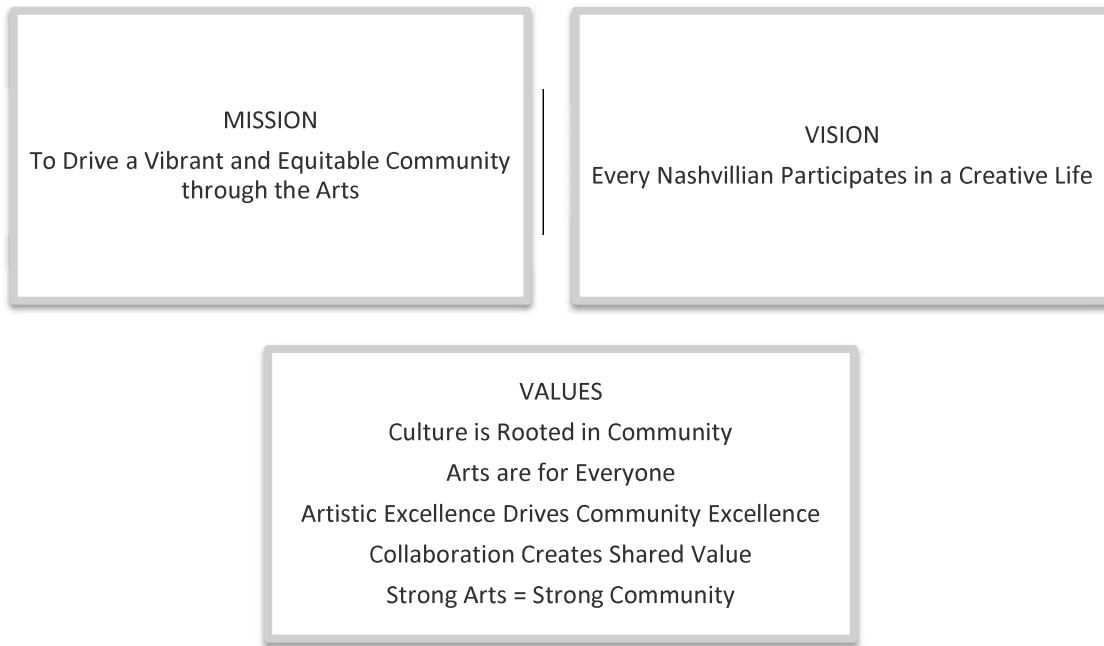 MISSION
To Drive a Vibrant and Equitable Community
through the Arts
VISION
Every Nashvillian Participates in a Creative Life
VALUES
Culture is Rooted in Community
Arts are for Everyone
Artistic Excellence Drives Community Excellence
Collaboration Creates Shared Value
Strong Arts = Strong Community